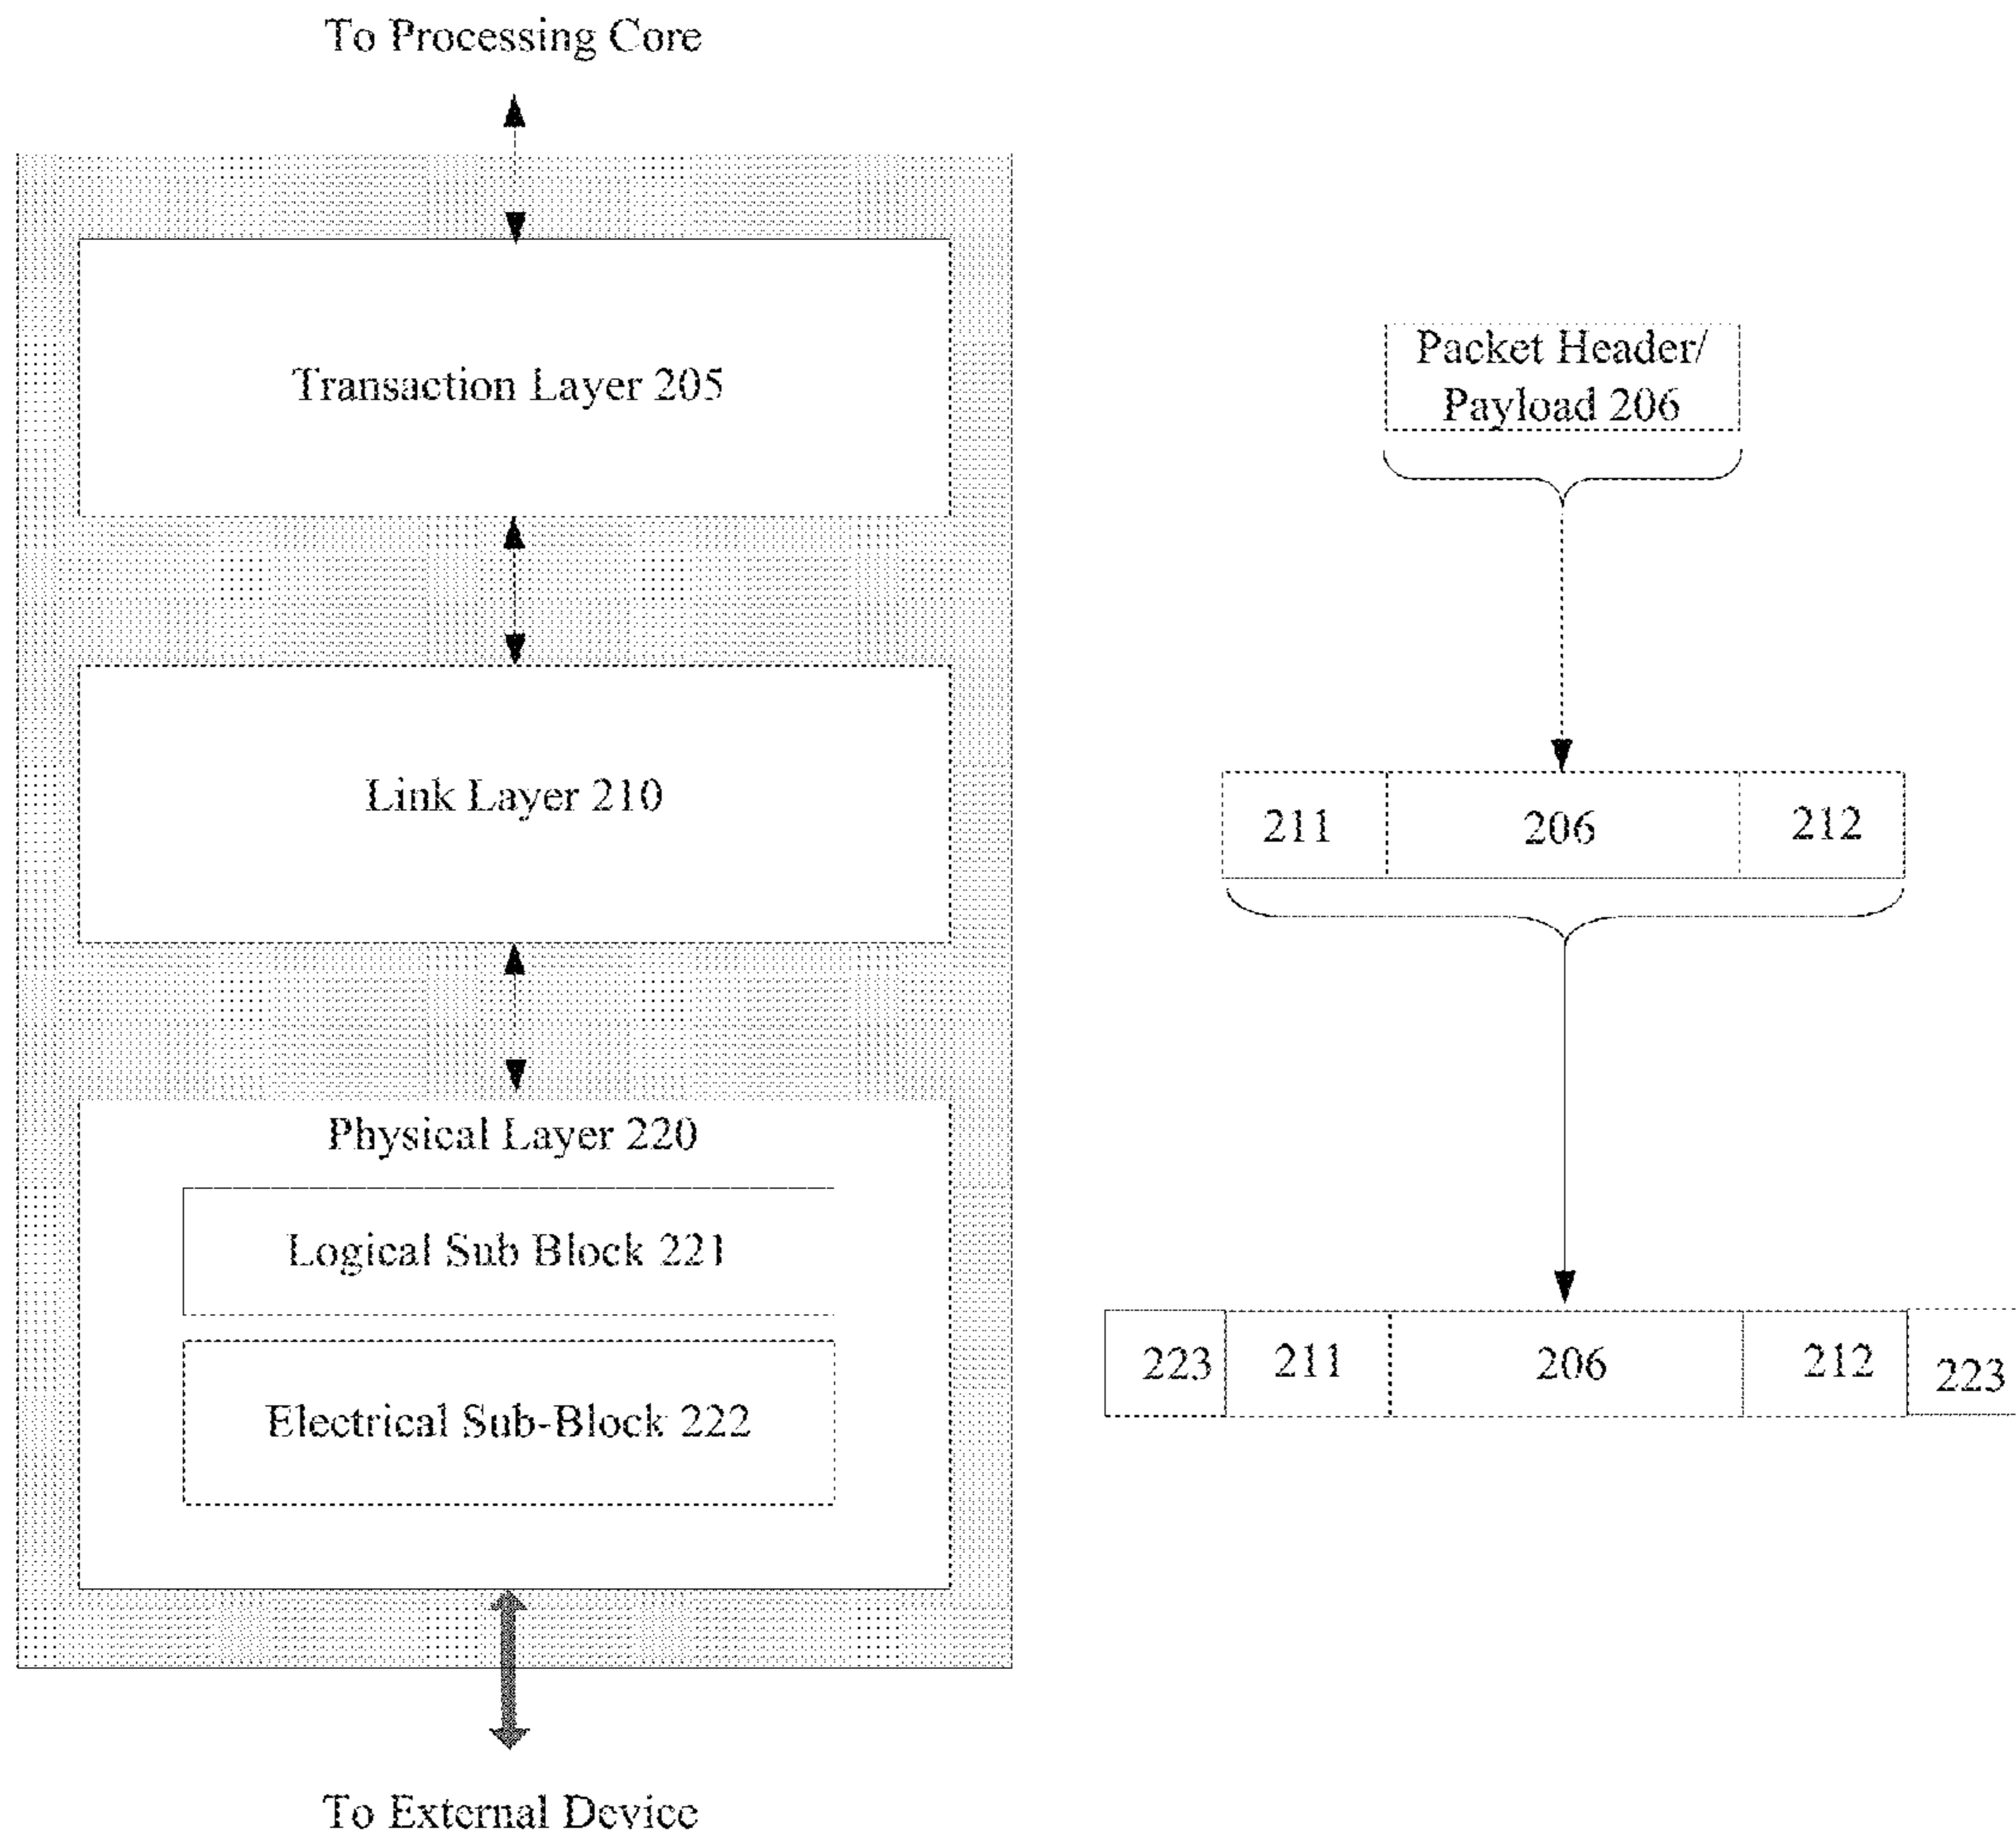 To Processing Core
Transaction Layer 205
Packet Header/
Payload 206
Link Layer 210
211 206 212
Physical Layer 220
Logical Sub Block 221
Electrical Sub-Block 222
223 211 206 212 223
To External Device